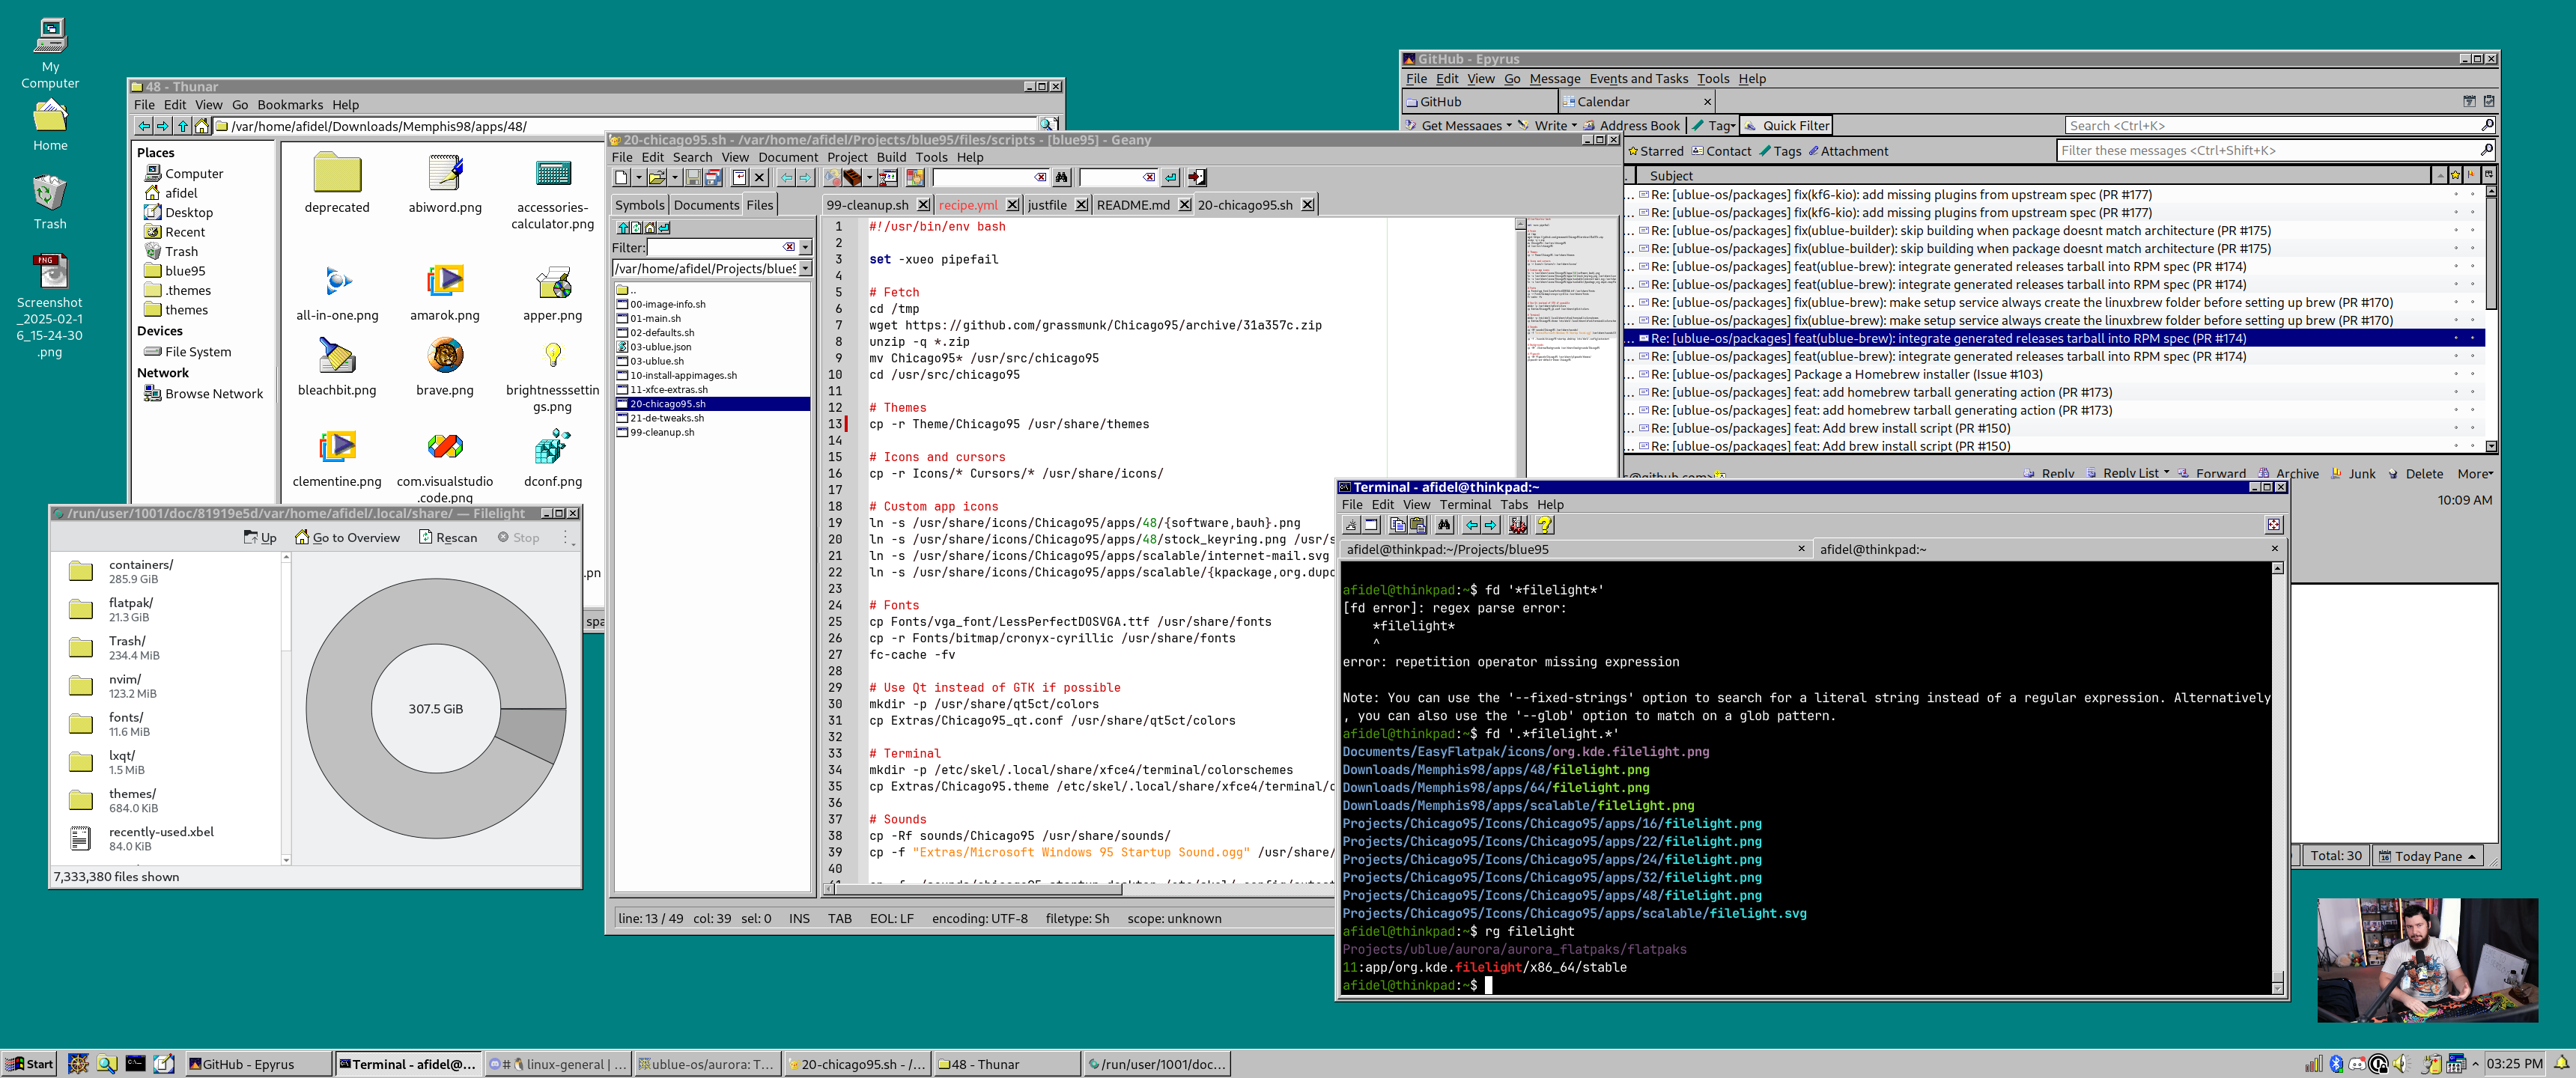 My
Computer
Home
Trash
Screenshot
_2025-02-1
6_15-24-30
.png
48 - Thunar
File Edit View Go Bookmarks Help
/var/home/afidel/Downloads/Memphis98/apps/48/
Places
Computer
afidel
Desktop
Recent
Trash
blue95
.themes
themes
Devices
File System
Network
Browse Network
deprecated
abiword.png
accessories-
calculator.png
all-in-one.png
amarok.png
apper.png
bleachbit.png
brave.png
brightnesssettin
gs.png
clementine.png
com.visualstudio
.code.png
dconf.png
.pn
spa
/run/user/1001/doc/81919e5d/var/home/afidel/.local/share/ — Filelight
Up Go to Overview Rescan Stop
containers/
285.9 GiB
flatpak/
21.3 GiB
Trash/
234.4 MiB
nvim/
123.2 MiB
fonts/
11.6 MiB
lxqt/
1.5 MiB
themes/
684.0 KiB
recently-used.xbel
84.0 KiB
307.5 GiB
7,333,380 files shown
20-chicago95.sh - /var/home/afidel/Projects/blue95/files/scripts - [blue95] - Geany
File Edit Search View Document Project Build Tools Help
Symbols Documents Files
99-cleanup.sh recipe.yml justfile README.md 20-chicago95.sh
Filter:
/var/home/afidel/Projects/blue9
..
00-image-info.sh
01-main.sh
02-defaults.sh
03-ublue.json
03-ublue.sh
10-install-appimages.sh
11-xfce-extras.sh
20-chicago95.sh
21-de-tweaks.sh
99-cleanup.sh
1 #!/usr/bin/env bash
2
3 set -xueo pipefail
4
5 # Fetch
6 cd /tmp
7 wget https://github.com/grassmunk/Chicago95/archive/31a357c.zip
8 unzip -q *.zip
9 mv Chicago95* /usr/src/chicago95
10 cd /usr/src/chicago95
11
12 # Themes
13 cp -r Theme/Chicago95 /usr/share/themes
14
15 # Icons and cursors
16 cp -r Icons/* Cursors/* /usr/share/icons/
17
18 # Custom app icons
19 ln -s /usr/share/icons/Chicago95/apps/48/{software,bauh}.png
20 ln -s /usr/share/icons/Chicago95/apps/48/stock_keyring.png /usr/s
21 ln -s /usr/share/icons/Chicago95/apps/scalable/internet-mail.svg
22 ln -s /usr/share/icons/Chicago95/apps/scalable/{kpackage,org.dupc
23
24 # Fonts
25 cp Fonts/vga_font/LessPerfectDOSVGA.ttf /usr/share/fonts
26 cp -r Fonts/bitmap/cronyx-cyrillic /usr/share/fonts
27 fc-cache -fv
28
29 # Use Qt instead of GTK if possible
30 mkdir -p /usr/share/qt5ct/colors
31 cp Extras/Chicago95_qt.conf /usr/share/qt5ct/colors
32
33 # Terminal
34 mkdir -p /etc/skel/.local/share/xfce4/terminal/colorschemes
35 cp Extras/Chicago95.theme /etc/skel/.local/share/xfce4/terminal/c
36
37 # Sounds
38 cp -Rf sounds/Chicago95 /usr/share/sounds/
39 cp -f "Extras/Microsoft Windows 95 Startup Sound.ogg" /usr/share/
40
line: 13 / 49 col: 39 sel: 0 INS TAB EOL: LF encoding: UTF-8 filetype: Sh scope: unknown
GitHub - Epyrus
File Edit View Go Message Events and Tasks Tools Help
GitHub Calendar
Get Messages Write Address Book Tag Quick Filter Search <Ctrl+K>
Starred Contact Tags Attachment Filter these messages <Ctrl+Shift+K>
Subject
Re: [ublue-os/packages] fix(kf6-kio): add missing plugins from upstream spec (PR #177)
Re: [ublue-os/packages] fix(kf6-kio): add missing plugins from upstream spec (PR #177)
Re: [ublue-os/packages] fix(ublue-builder): skip building when package doesnt match architecture (PR #175)
Re: [ublue-os/packages] fix(ublue-builder): skip building when package doesnt match architecture (PR #175)
Re: [ublue-os/packages] feat(ublue-brew): integrate generated releases tarball into RPM spec (PR #174)
Re: [ublue-os/packages] feat(ublue-brew): integrate generated releases tarball into RPM spec (PR #174)
Re: [ublue-os/packages] fix(ublue-brew): make setup service always create the linuxbrew folder before setting up brew (PR #170)
Re: [ublue-os/packages] fix(ublue-brew): make setup service always create the linuxbrew folder before setting up brew (PR #170)
Re: [ublue-os/packages] feat(ublue-brew): integrate generated releases tarball into RPM spec (PR #174)
Re: [ublue-os/packages] feat(ublue-brew): integrate generated releases tarball into RPM spec (PR #174)
Re: [ublue-os/packages] Package a Homebrew installer (Issue #103)
Re: [ublue-os/packages] feat: add homebrew tarball generating action (PR #173)
Re: [ublue-os/packages] feat: add homebrew tarball generating action (PR #173)
Re: [ublue-os/packages] feat: Add brew install script (PR #150)
Re: [ublue-os/packages] feat: Add brew install script (PR #150)
Reply Reply List Forward Archive Junk Delete More
10:09 AM
Total: 30 Today Pane
Terminal - afidel@thinkpad:~
File Edit View Terminal Tabs Help
afidel@thinkpad:~/Projects/blue95 afidel@thinkpad:~
afidel@thinkpad:~$ fd '*filelight*'
[fd error]: regex parse error:
*filelight*
^
error: repetition operator missing expression
Note: You can use the '--fixed-strings' option to search for a literal string instead of a regular expression. Alternatively
, you can also use the '--glob' option to match on a glob pattern.
afidel@thinkpad:~$ fd '.*filelight.*'
Documents/EasyFlatpak/icons/org.kde.filelight.png
Downloads/Memphis98/apps/48/filelight.png
Downloads/Memphis98/apps/64/filelight.png
Downloads/Memphis98/apps/scalable/filelight.png
Projects/Chicago95/Icons/Chicago95/apps/16/filelight.png
Projects/Chicago95/Icons/Chicago95/apps/22/filelight.png
Projects/Chicago95/Icons/Chicago95/apps/24/filelight.png
Projects/Chicago95/Icons/Chicago95/apps/32/filelight.png
Projects/Chicago95/Icons/Chicago95/apps/48/filelight.png
Projects/Chicago95/Icons/Chicago95/apps/scalable/filelight.svg
afidel@thinkpad:~$ rg filelight
Projects/ublue/aurora/aurora_flatpaks/flatpaks
11:app/org.kde.filelight/x86_64/stable
afidel@thinkpad:~$
Start GitHub - Epyrus Terminal - afidel@... # linux-general | ... ublue-os/aurora: T... 20-chicago95.sh - /... 48 - Thunar /run/user/1001/doc... 03:25 PM